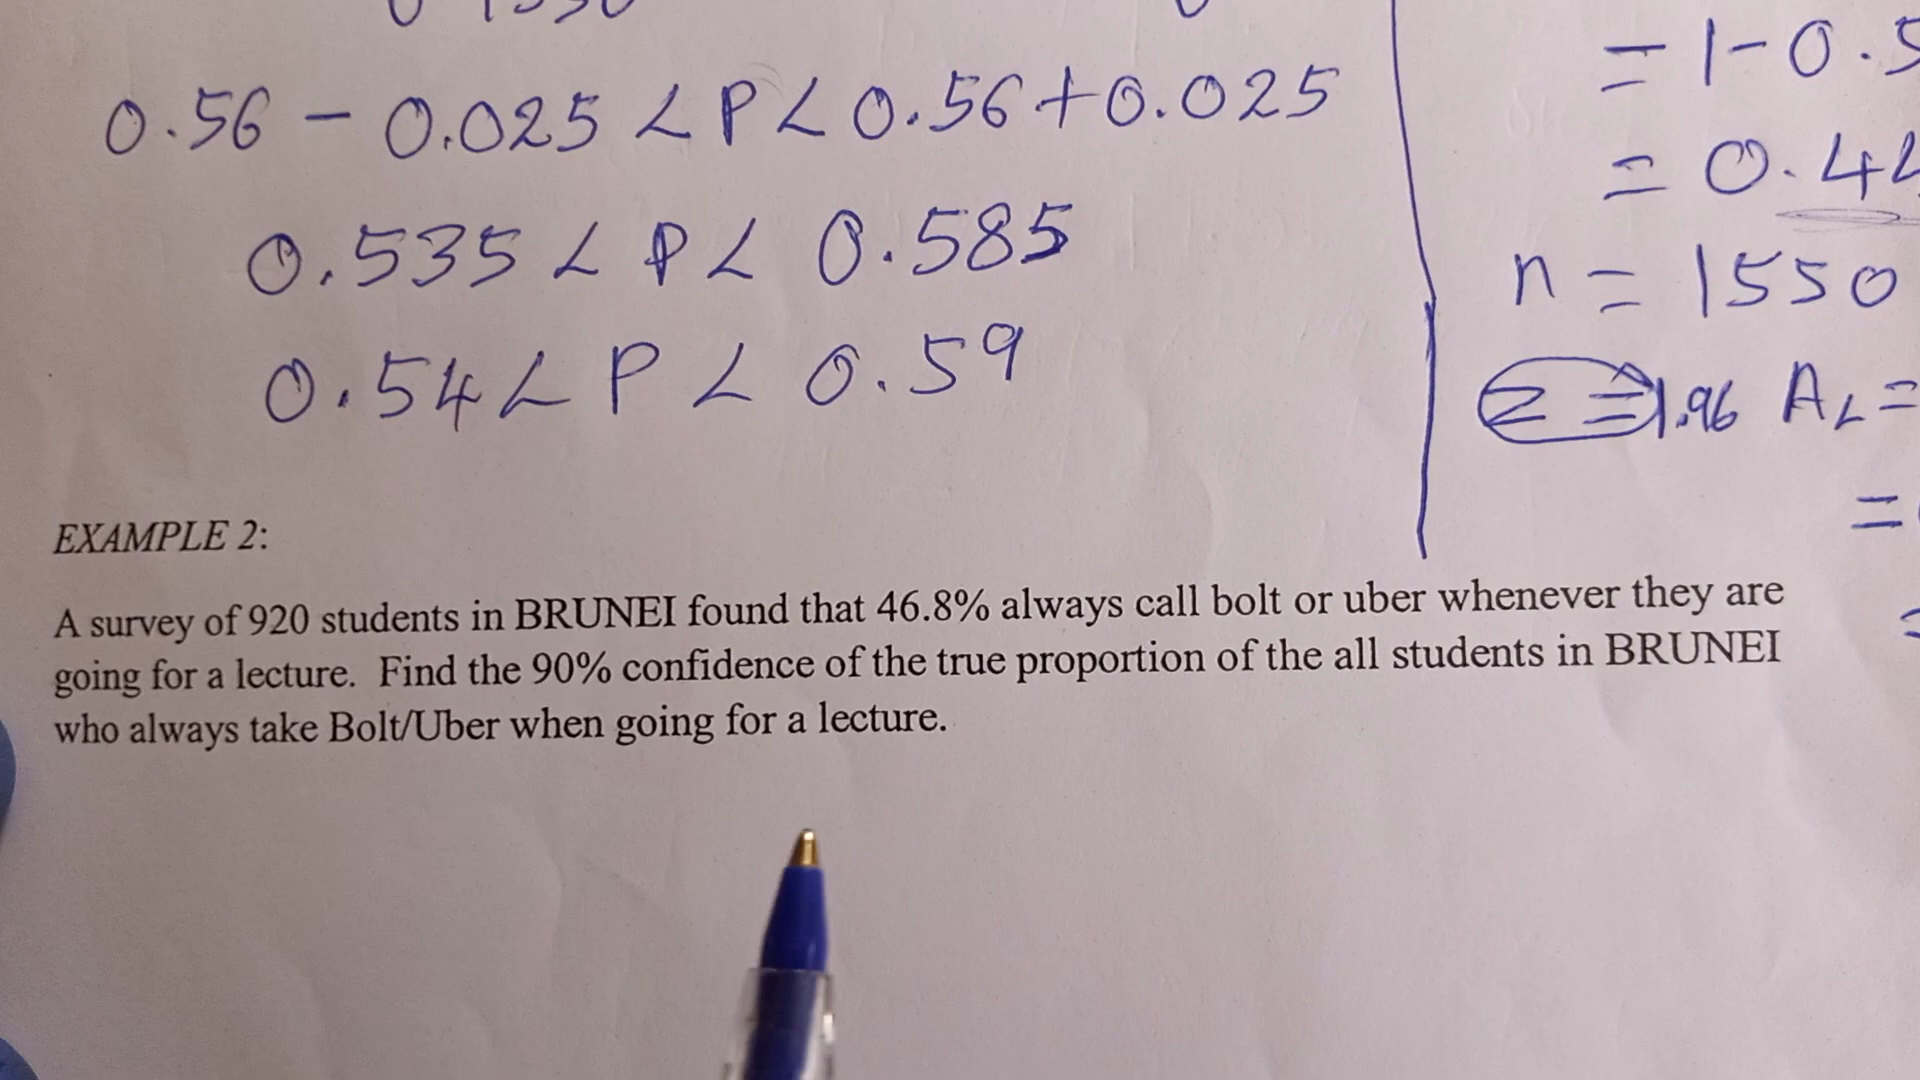 0.56 - 0.025 < P < 0.56 + 0.025
0.535 < P < 0.585
0.54 < P < 0.59
= 1 - 0.5
= 0.44
n = 1550
Z = 1.96 A₂ =
=
EXAMPLE 2:
A survey of 920 students in BRUNEI found that 46.8% always call bolt or uber whenever they are
going for a lecture. Find the 90% confidence of the true proportion of the all students in BRUNEI
who always take Bolt/Uber when going for a lecture.